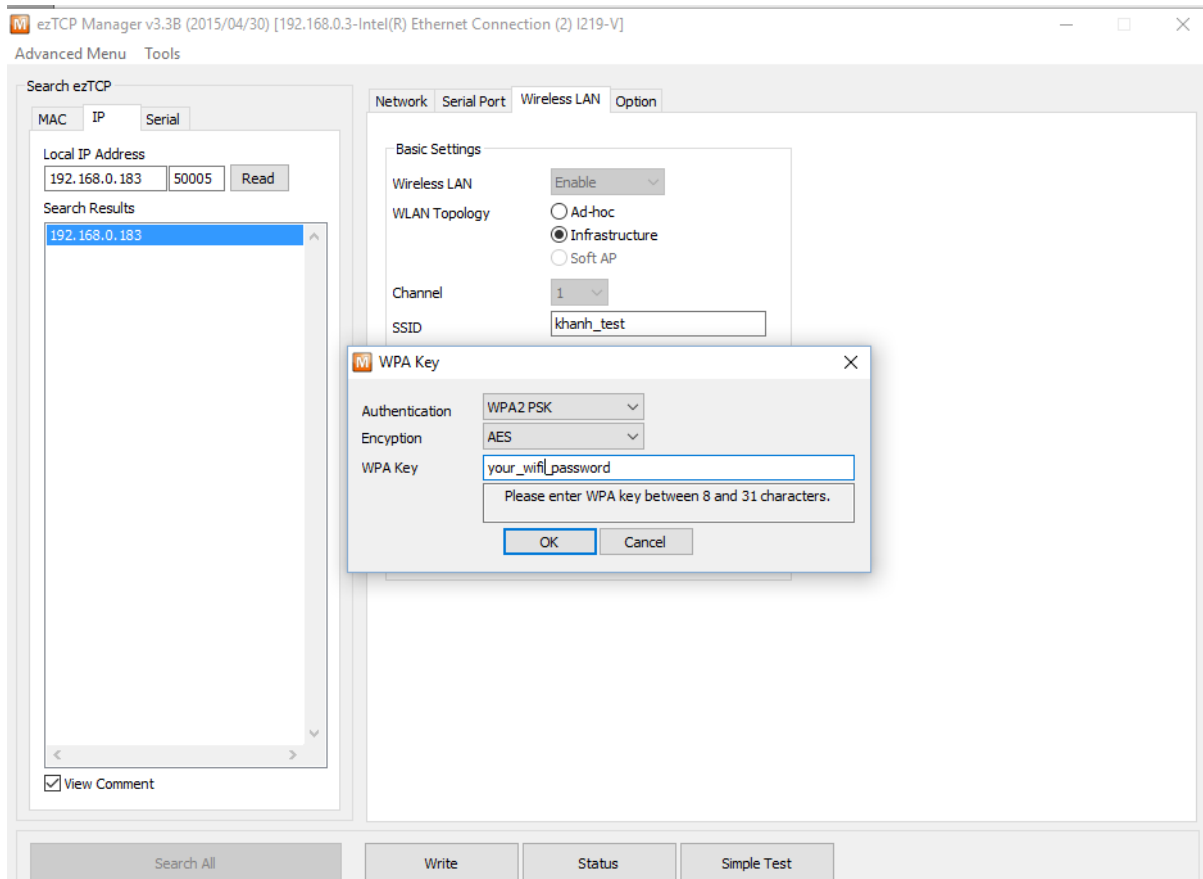 M ezTCP Manager v3.3B (2015/04/30) [192.168.0.3-Intel(R) Ethernet Connection (2) I219-V]
Advanced Menu Tools
Search ezTCP
MAC IP Serial
Local IP Address
192.168.0.183 50005 Read
Search Results
192.168.0.183
View Comment
Search All
Network Serial Port Wireless LAN Option
Basic Settings
Wireless LAN Enable
WLAN Topology Ad-hoc
Infrastructure
Soft AP
Channel 1
SSID khanh_test
M WPA Key
Authentication WPA2 PSK
Encyption AES
WPA Key your_wifi_password
Please enter WPA key between 8 and 31 characters.
OK Cancel
Write Status Simple Test